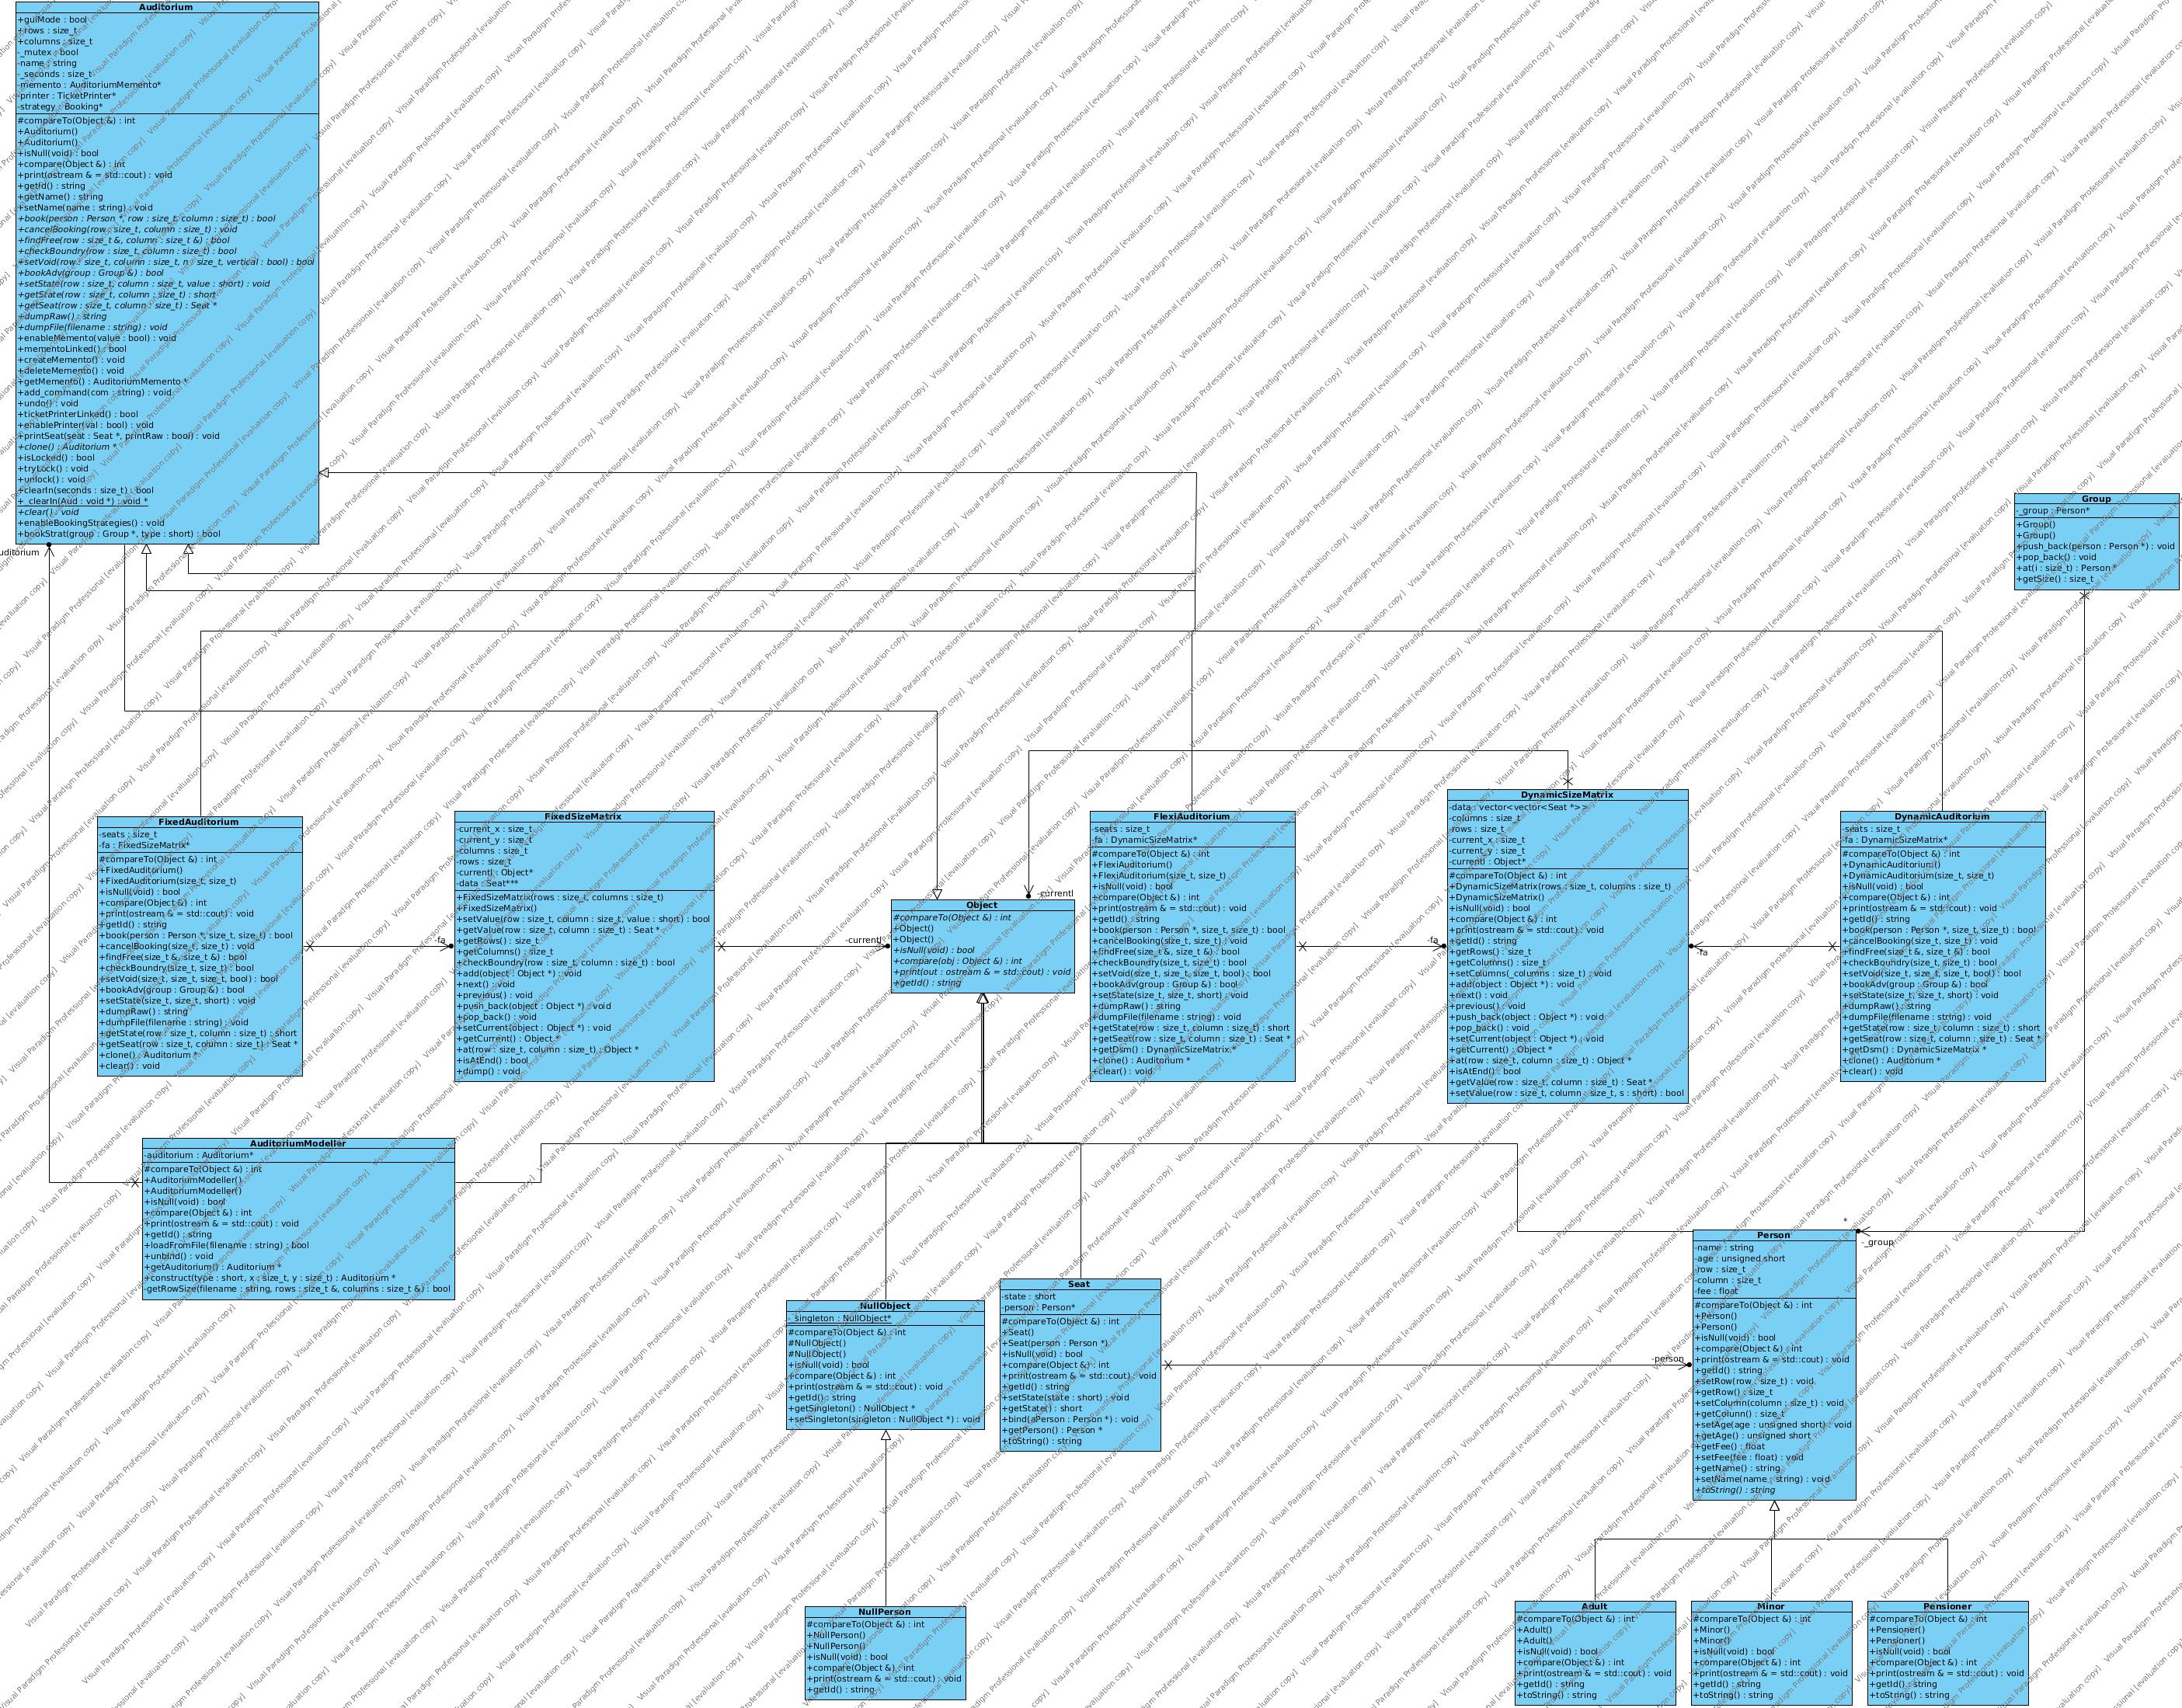 Auditorium
+guiMode : bool
+rows : size_t
+columns : size_t
-_mutex : bool
-name : string
-_seconds : size_t
-memento : AuditoriumMemento*
-printer : TicketPrinter*
-strategy : Booking*
#compareTo(Object &) : int
+Auditorium()
+Auditorium()
+isNull(void) : bool
+compare(Object &) : int
+print(ostream & = std::cout) : void
+getId() : string
+getName() : string
+setName(name : string) : void
+book(person : Person *, row : size_t, column : size_t) : bool
+cancelBooking(row : size_t, column : size_t) : void
+findFree(row : size_t &, column : size_t &) : bool
+checkBoundry(row : size_t, column : size_t) : bool
+setVoid(row : size_t, column : size_t, n : size_t, vertical : bool) : bool
+bookAdv(group : Group &) : bool
+setState(row : size_t, column : size_t, value : short) : void
+getState(row : size_t, column : size_t) : short
+getSeat(row : size_t, column : size_t) : Seat *
+dumpRaw() : string
+dumpFile(filename : string) : void
+enableMemento(value : bool) : void
+mementoLinked() : bool
+createMemento() : void
+deleteMemento() : void
+getMemento() : AuditoriumMemento *
+add_command(com : string) : void
+undo() : void
+ticketPrinterLinked() : bool
+enablePrinter(val : bool) : void
+printSeat(seat : Seat *, printRaw : bool) : void
+clone() : Auditorium *
+isLocked() : bool
+tryLock() : void
+unlock() : void
+clearIn(seconds : size_t) : bool
+_clearIn(Aud : void *) : void *
+clear() : void
+enableBookingStrategies() : void
+bookStrat(group : Group *, type : short) : bool
Group
-_group : Person*
+Group()
+Group()
+push_back(person : Person *) : void
+pop_back() : void
+at(i : size_t) : Person *
+getSize() : size_t
FixedAuditorium
-seats : size_t
-fa : FixedSizeMatrix*
#compareTo(Object &) : int
+FixedAuditorium()
+FixedAuditorium(size_t, size_t)
+isNull(void) : bool
+compare(Object &) : int
+print(ostream & = std::cout) : void
+getId() : string
+book(person : Person *, size_t, size_t) : bool
+cancelBooking(size_t, size_t) : void
+findFree(size_t &, size_t &) : bool
+checkBoundry(size_t, size_t) : bool
+setVoid(size_t, size_t, size_t, bool) : bool
+bookAdv(group : Group &) : bool
+setState(size_t, size_t, short) : void
+dumpRaw() : string
+dumpFile(filename : string) : void
+getState(row : size_t, column : size_t) : short
+getSeat(row : size_t, column : size_t) : Seat *
+clone() : Auditorium *
+clear() : void
-fa
FixedSizeMatrix
-current_x : size_t
-current_y : size_t
-columns : size_t
-rows : size_t
-currentI : Object*
-data : Seat***
+FixedSizeMatrix(rows : size_t, columns : size_t)
+FixedSizeMatrix()
+setValue(row : size_t, column : size_t, value : short) : bool
+getValue(row : size_t, column : size_t) : Seat *
+getRows() : size_t
+getColumns() : size_t
+checkBoundry(row : size_t, column : size_t) : bool
+add(object : Object *) : void
+next() : void
+previous() : void
+push_back(object : Object *) : void
+pop_back() : void
+setCurrent(object : Object *) : void
+getCurrent() : Object *
+at(row : size_t, column : size_t) : Object *
+isAtEnd() : bool
+dump() : void
-currentI
-currentI
Object
#compareTo(Object &) : int
+Object()
+Object()
+isNull(void) : bool
+compare(obj : Object &) : int
+print(out : ostream & = std::cout) : void
+getId() : string
FlexiAuditorium
-seats : size_t
-fa : DynamicSizeMatrix*
#compareTo(Object &) : int
+FlexiAuditorium()
+FlexiAuditorium(size_t, size_t)
+isNull(void) : bool
+compare(Object &) : int
+print(ostream & = std::cout) : void
+getId() : string
+book(person : Person *, size_t, size_t) : bool
+cancelBooking(size_t, size_t) : void
+findFree(size_t &, size_t &) : bool
+checkBoundry(size_t, size_t) : bool
+setVoid(size_t, size_t, size_t, bool) : bool
+bookAdv(group : Group &) : bool
+setState(size_t, size_t, short) : void
+dumpRaw() : string
+dumpFile(filename : string) : void
+getState(row : size_t, column : size_t) : short
+getSeat(row : size_t, column : size_t) : Seat *
+getDsm() : DynamicSizeMatrix *
+clone() : Auditorium *
+clear() : void
-fa
DynamicSizeMatrix
-data : vector<vector<Seat *>>
-columns : size_t
-rows : size_t
-current_x : size_t
-current_y : size_t
-currentI : Object*
#compareTo(Object &) : int
+DynamicSizeMatrix(rows : size_t, columns : size_t)
+DynamicSizeMatrix()
+isNull(void) : bool
+compare(Object &) : int
+print(ostream & = std::cout) : void
+getId() : string
+getRows() : size_t
+getColumns() : size_t
+setColumns(_columns : size_t) : void
+add(object : Object *) : void
+next() : void
+previous() : void
+push_back(object : Object *) : void
+pop_back() : void
+setCurrent(object : Object *) : void
+getCurrent() : Object *
+at(row : size_t, column : size_t) : Object *
+isAtEnd() : bool
+getValue(row : size_t, column : size_t) : Seat *
+setValue(row : size_t, column : size_t, s : short) : bool
-fa
DynamicAuditorium
-seats : size_t
-fa : DynamicSizeMatrix*
#compareTo(Object &) : int
+DynamicAuditorium()
+DynamicAuditorium(size_t, size_t)
+isNull(void) : bool
+compare(Object &) : int
+print(ostream & = std::cout) : void
+getId() : string
+book(person : Person *, size_t, size_t) : bool
+cancelBooking(size_t, size_t) : void
+findFree(size_t &, size_t &) : bool
+checkBoundry(size_t, size_t) : bool
+setVoid(size_t, size_t, size_t, bool) : bool
+bookAdv(group : Group &) : bool
+setState(size_t, size_t, short) : void
+dumpRaw() : string
+dumpFile(filename : string) : void
+getState(row : size_t, column : size_t) : short
+getSeat(row : size_t, column : size_t) : Seat *
+getDsm() : DynamicSizeMatrix *
+clone() : Auditorium *
+clear() : void
AuditoriumModeller
-auditorium : Auditorium*
#compareTo(Object &) : int
+AuditoriumModeller()
+AuditoriumModeller()
+isNull(void) : bool
+compare(Object &) : int
+print(ostream & = std::cout) : void
+getId() : string
+loadFromFile(filename : string) : bool
+unbind() : void
+getAuditorium() : Auditorium *
+construct(type : short, x : size_t, y : size_t) : Auditorium *
-getRowSize(filename : string, rows : size_t &, columns : size_t &) : bool
NullObject
-_singleton : NullObject*
#compareTo(Object &) : int
#NullObject()
#NullObject()
+isNull(void) : bool
+compare(Object &) : int
+print(ostream & = std::cout) : void
+getId() : string
+getSingleton() : NullObject *
+setSingleton(singleton : NullObject *) : void
Seat
-state : short
-person : Person*
#compareTo(Object &) : int
+Seat()
+Seat(person : Person *)
+isNull(void) : bool
+compare(Object &) : int
+print(ostream & = std::cout) : void
+getId() : string
+setState(state : short) : void
+getState() : short
+bind(aPerson : Person *) : void
+getPerson() : Person *
+toString() : string
-person
*
-_group
Person
-name : string
-age : unsigned short
-row : size_t
-column : size_t
-fee : float
#compareTo(Object &) : int
+Person()
+Person()
+isNull(void) : bool
+compare(Object &) : int
+print(ostream & = std::cout) : void
+getId() : string
+setRow(row : size_t) : void
+getRow() : size_t
+setColumn(column : size_t) : void
+getColunn() : size_t
+setAge(age : unsigned short) : void
+getAge() : unsigned short
+getFee() : float
+setFee(fee : float) : void
+getName() : string
+setName(name : string) : void
+toString() : string
NullPerson
#compareTo(Object &) : int
+NullPerson()
+NullPerson()
+isNull(void) : bool
+compare(Object &) : int
+print(ostream & = std::cout) : void
+getId() : string
Adult
#compareTo(Object &) : int
+Adult()
+Adult()
+isNull(void) : bool
+compare(Object &) : int
+print(ostream & = std::cout) : void
+getId() : string
+toString() : string
Minor
#compareTo(Object &) : int
+Minor()
+Minor()
+isNull(void) : bool
+compare(Object &) : int
+print(ostream & = std::cout) : void
+getId() : string
+toString() : string
Pensioner
#compareTo(Object &) : int
+Pensioner()
+Pensioner()
+isNull(void) : bool
+compare(Object &) : int
+print(ostream & = std::cout) : void
+getId() : string
+toString() : string
Visual Paradigm Professional [evaluation copy]